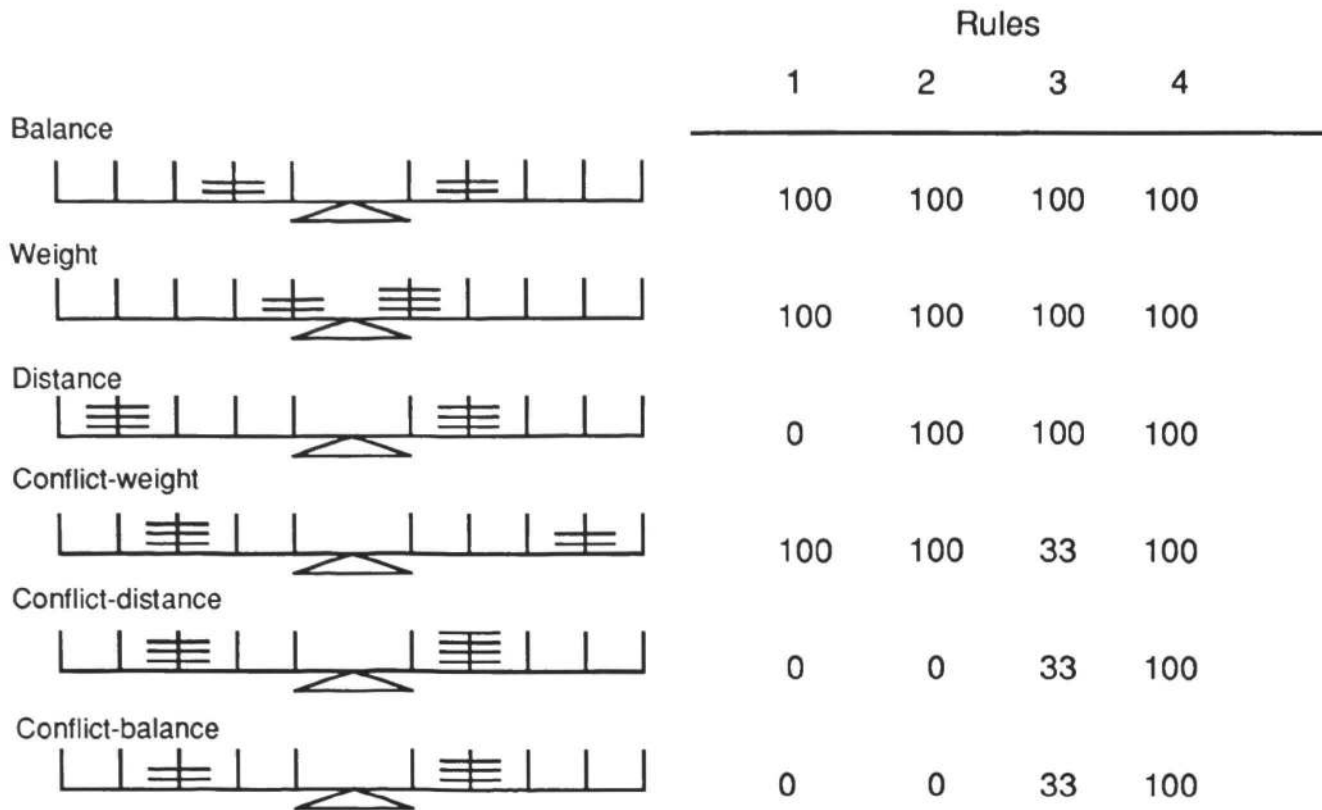 Rules
1 2 3 4
Balance
100 100 100 100
Weight
100 100 100 100
Distance
0 100 100 100
Conflict-weight
100 100 33 100
Conflict-distance
0 0 33 100
Conflict-balance
0 0 33 100